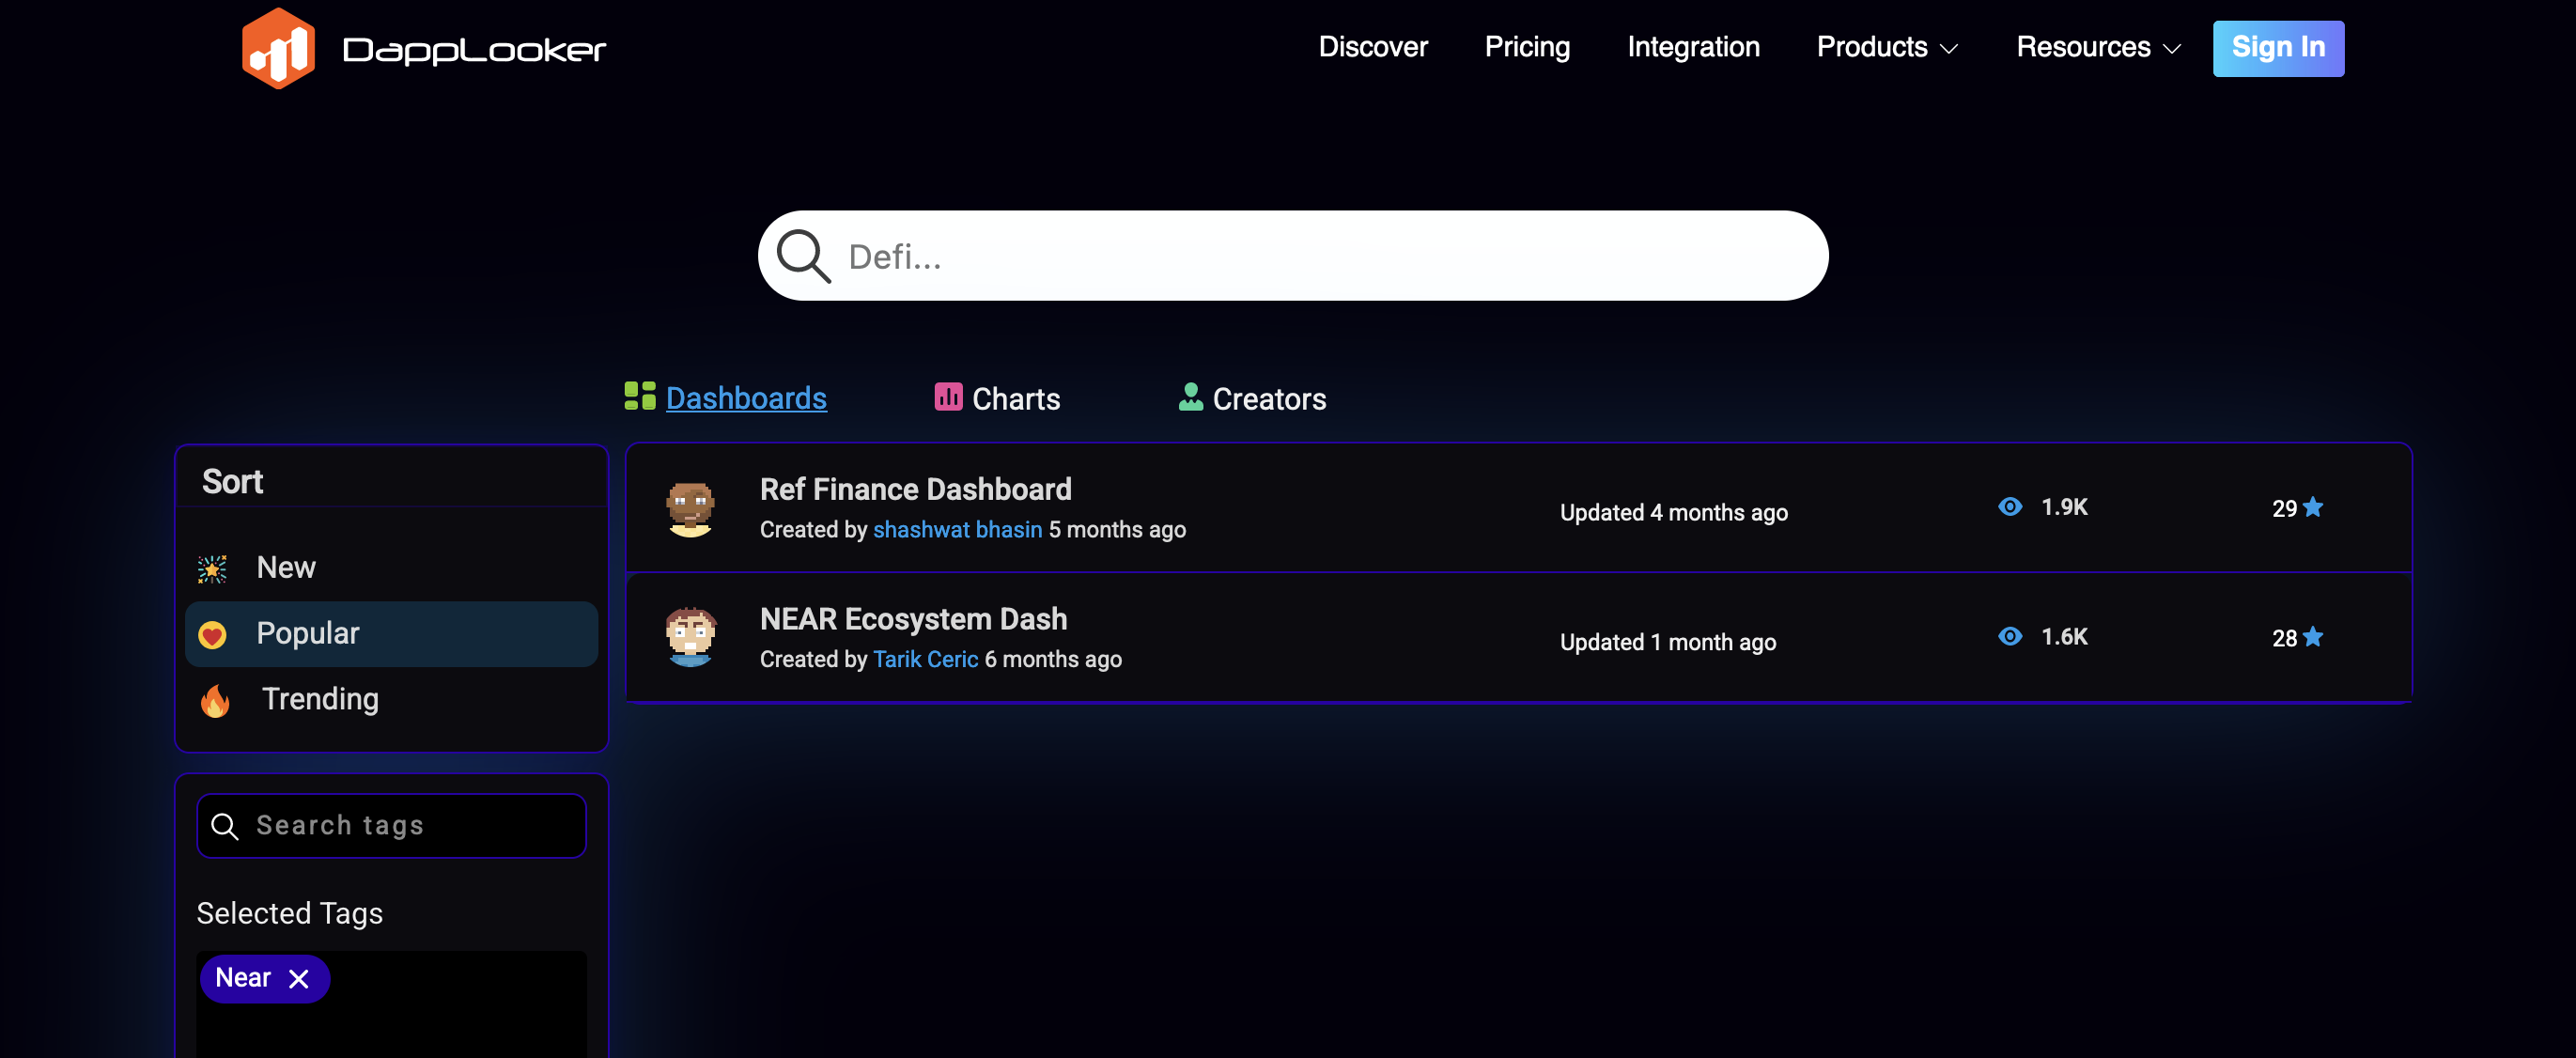 DappLooker
Discover Pricing Integration Products Resources Sign In
Defi...
Dashboards Charts Creators
Sort
New
Popular
Trending
Search tags
Selected Tags
Near
Ref Finance Dashboard
Created by shashwat bhasin 5 months ago
Updated 4 months ago
1.9K
29
NEAR Ecosystem Dash
Created by Tarik Ceric 6 months ago
Updated 1 month ago
1.6K
28